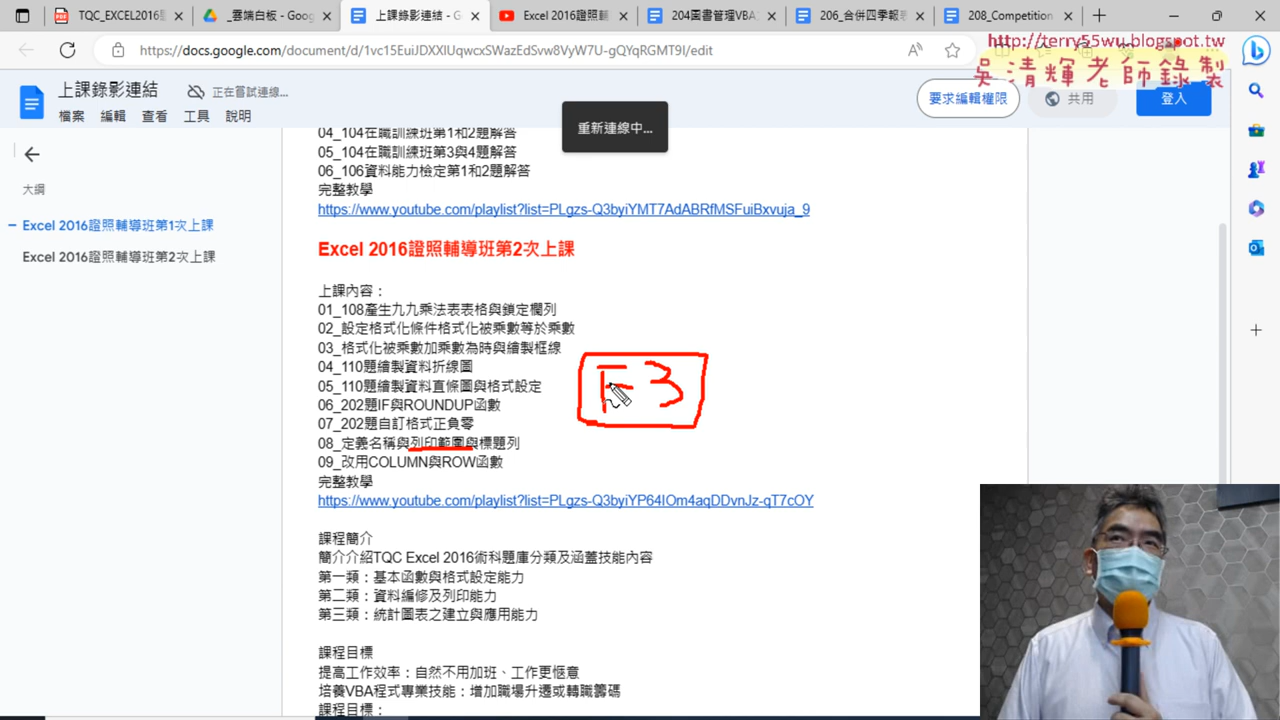 TQC_EXCEL2016
_雲端白板 - Goog
上課錄影連結 - G
Excel 2016證照輔
204圖書管理VBA
206_合併四季報
208_Competition
https://docs.google.com/document/d/1vc15EuiJDXXIUqwcxSWazEdSvw8VyW7U-gQYqRGMT9I/edit
http://terry55wu.blogspot.tw
吳清輝老師錄製
上課錄影連結
正在嘗試連線...
檔案 編輯 查看 工具 說明
要求編輯權限
共用
登入
重新連線中...
大綱
Excel 2016證照輔導班第1次上課
Excel 2016證照輔導班第2次上課
04_104在職訓練班第1和2題解答
05_104在職訓練班第3與4題解答
06_106資料能力檢定第1和2題解答
完整教學
https://www.youtube.com/playlist?list=PLgzs-Q3byiYMT7AdABRfMSFuiBxvuja_9
Excel 2016證照輔導班第2次上課
上課內容：
01_108產生九九乘法表表格與鎖定欄列
02_設定格式化條件格式化被乘數等於乘數
03_格式化被乘數加乘數為時與繪製框線
04_110題繪製資料折線圖
05_110題繪製資料直條圖與格式設定
06_202題IF與ROUNDUP函數
07_202題自訂格式正負零
08_定義名稱與列印範圍與標題列
09_改用COLUMN與ROW函數
F3
完整教學
https://www.youtube.com/playlist?list=PLgzs-Q3byiYP64IOm4aqDDvnJz-qT7cOY
課程簡介
簡介介紹TQC Excel 2016術科題庫分類及涵蓋技能內容
第一類：基本函數與格式設定能力
第二類：資料編修及列印能力
第三類：統計圖表之建立與應用能力
課程目標
提高工作效率：自然不用加班、工作更愜意
培養VBA程式專業技能：增加職場升遷或轉職籌碼
課程目標：